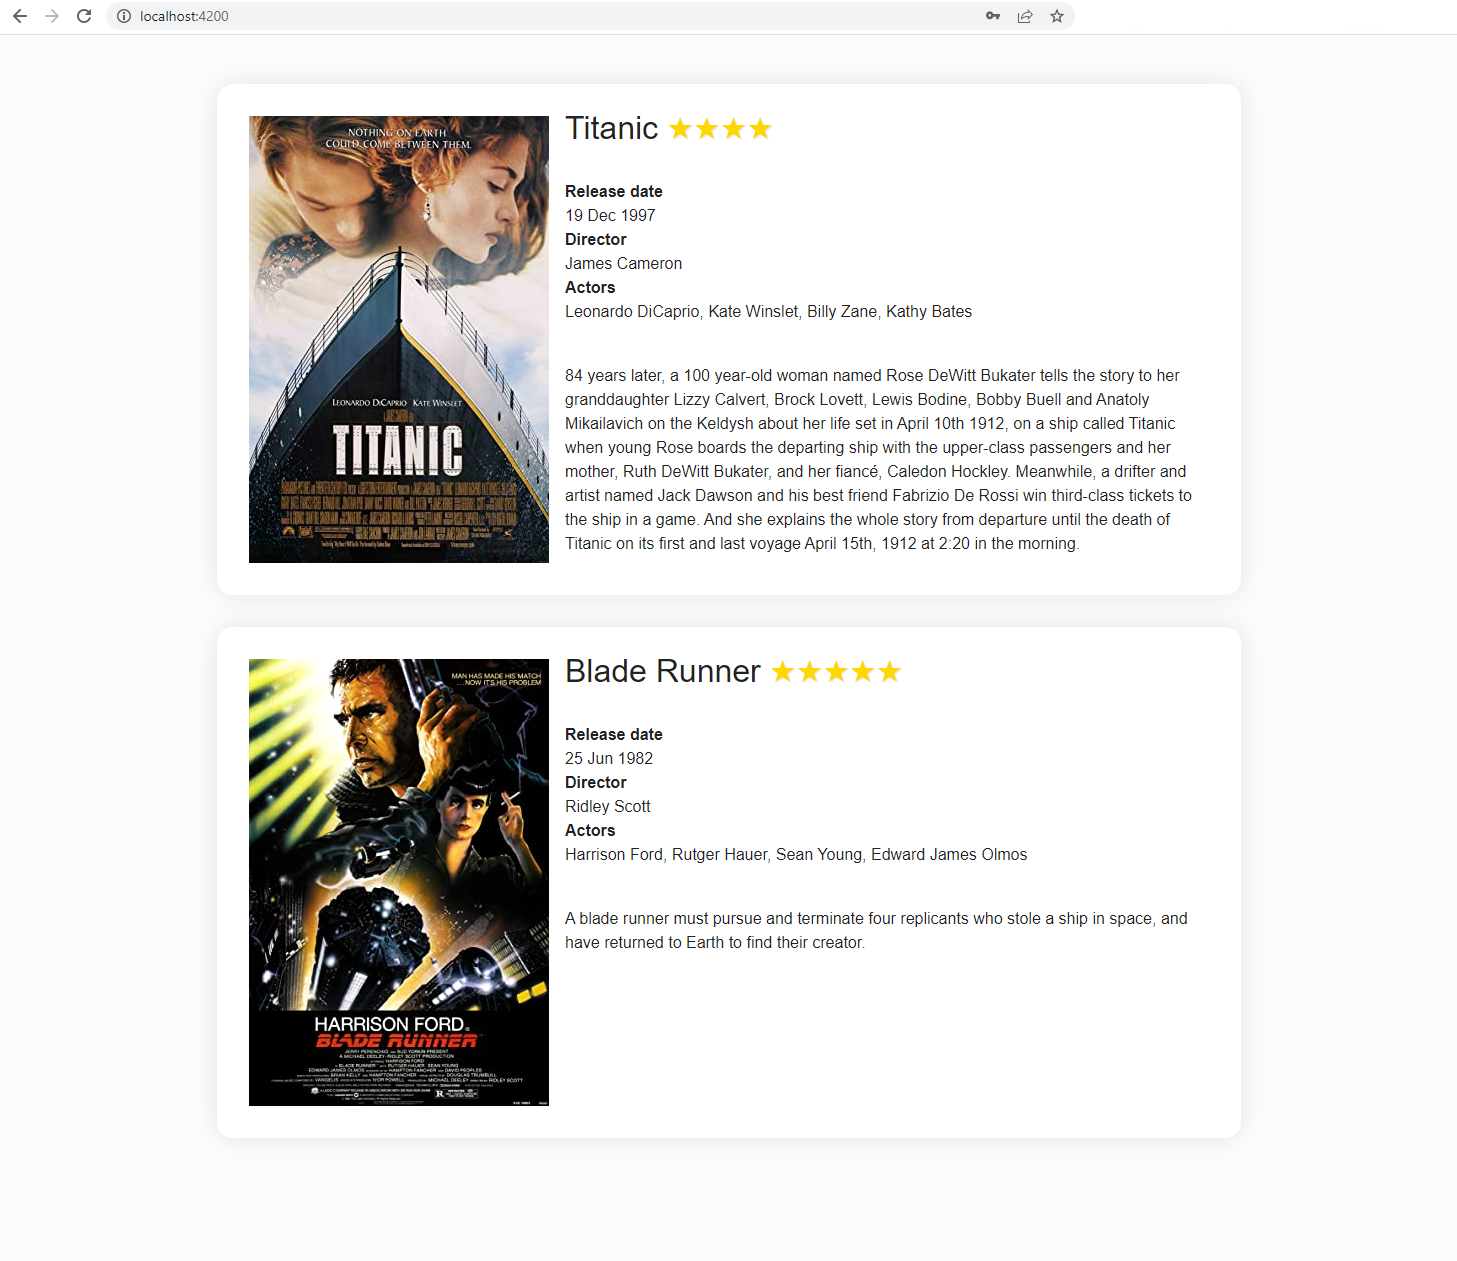 localhost:4200
NOTHING ON EARTH
COULD COME BETWEEN THEM.
LEONARDO DICAPRIO KATE WINSLET
TITANIC
Titanic ★★★★
Release date
19 Dec 1997
Director
James Cameron
Actors
Leonardo DiCaprio, Kate Winslet, Billy Zane, Kathy Bates
84 years later, a 100 year-old woman named Rose DeWitt Bukater tells the story to her
granddaughter Lizzy Calvert, Brock Lovett, Lewis Bodine, Bobby Buell and Anatoly
Mikailavich on the Keldysh about her life set in April 10th 1912, on a ship called Titanic
when young Rose boards the departing ship with the upper-class passengers and her
mother, Ruth DeWitt Bukater, and her fiancé, Caledon Hockley. Meanwhile, a drifter and
artist named Jack Dawson and his best friend Fabrizio De Rossi win third-class tickets to
the ship in a game. And she explains the whole story from departure until the death of
Titanic on its first and last voyage April 15th, 1912 at 2:20 in the morning.
MAN HAS MADE HIS MATCH
...NOW IT'S HIS PROBLEM
HARRISON FORD IS
BLADE RUNNER
Blade Runner ★★★★★
Release date
25 Jun 1982
Director
Ridley Scott
Actors
Harrison Ford, Rutger Hauer, Sean Young, Edward James Olmos
A blade runner must pursue and terminate four replicants who stole a ship in space, and
have returned to Earth to find their creator.